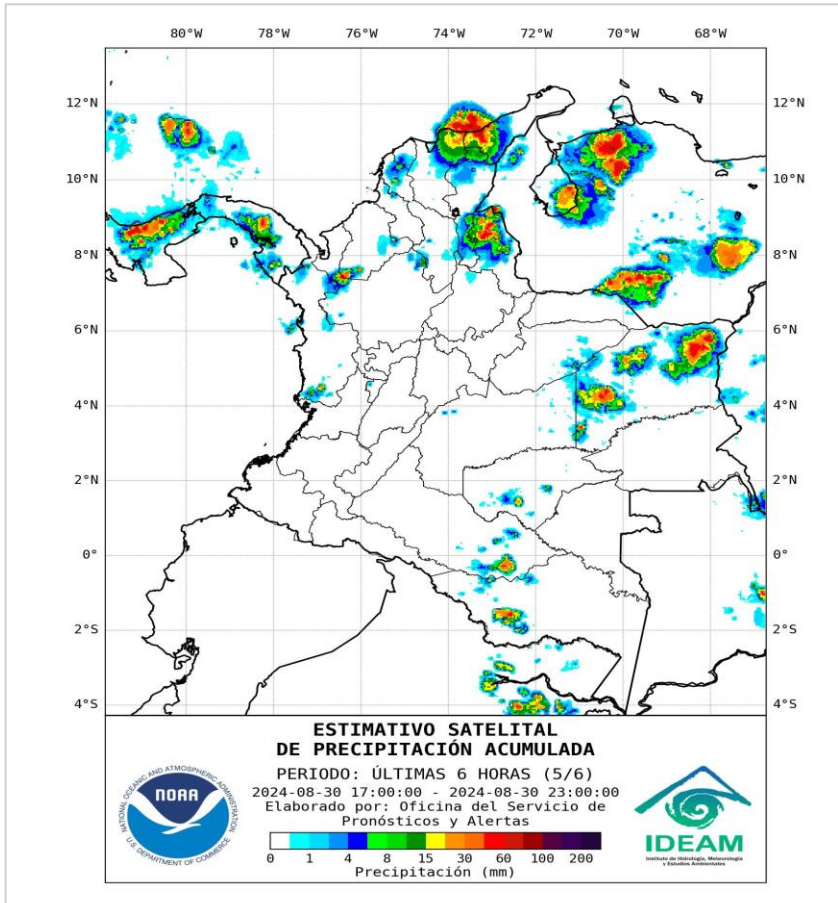 80°W 78°W 76°W 74°W 72°W 70°W 68°W
12°N 12°N
10°N 10°N
8°N 8°N
6°N 6°N
4°N 4°N
2°N 2°N
0° 0°
2°S 2°S
4°S 4°S
ESTIMATIVO SATELITAL
DE PRECIPITACIÓN ACUMULADA
PERIODO: ÚLTIMAS 6 HORAS (5/6)
2024-08-30 17:00:00 - 2024-08-30 23:00:00
Elaborado por: Oficina del Servicio de
Pronósticos y Alertas
0 1 4 8 15 30 60 100 200
Precipitación (mm)
NATIONAL OCEANIC AND ATMOSPHERIC ADMINISTRATION
NOAA
U.S. DEPARTMENT OF COMMERCE
IDEAM
Instituto de Hidrología, Meteorología
y Estudios Ambientales